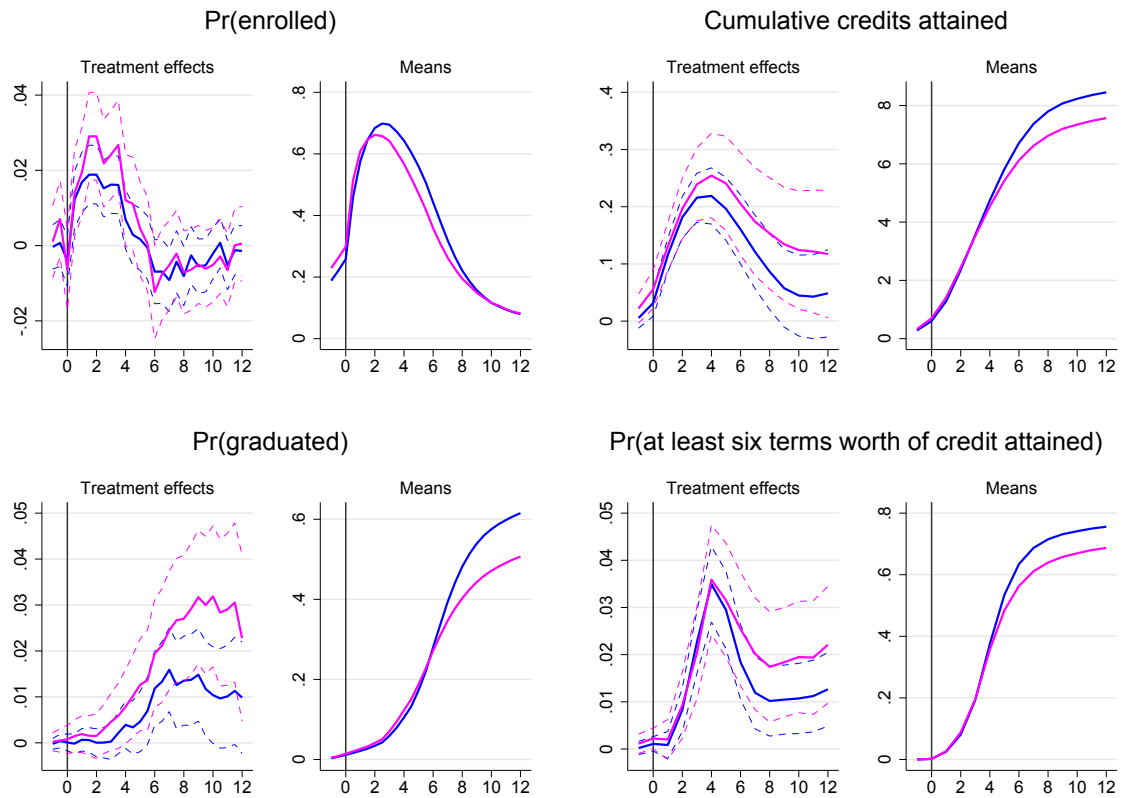 Pr(enrolled)
Treatment effects
.04
.02
0
-.02
0 2 4 6 8 10 12
Means
.8
.6
.4
.2
0
0 2 4 6 8 10 12
Cumulative credits attained
Treatment effects
.4
.3
.2
.1
0
0 2 4 6 8 10 12
Means
8
6
4
2
0
0 2 4 6 8 10 12
Pr(graduated)
Treatment effects
.05
.04
.03
.02
.01
0
0 2 4 6 8 10 12
Means
.6
.4
.2
0
0 2 4 6 8 10 12
Pr(at least six terms worth of credit attained)
Treatment effects
.05
.04
.03
.02
.01
0
0 2 4 6 8 10 12
Means
.8
.6
.4
.2
0
0 2 4 6 8 10 12